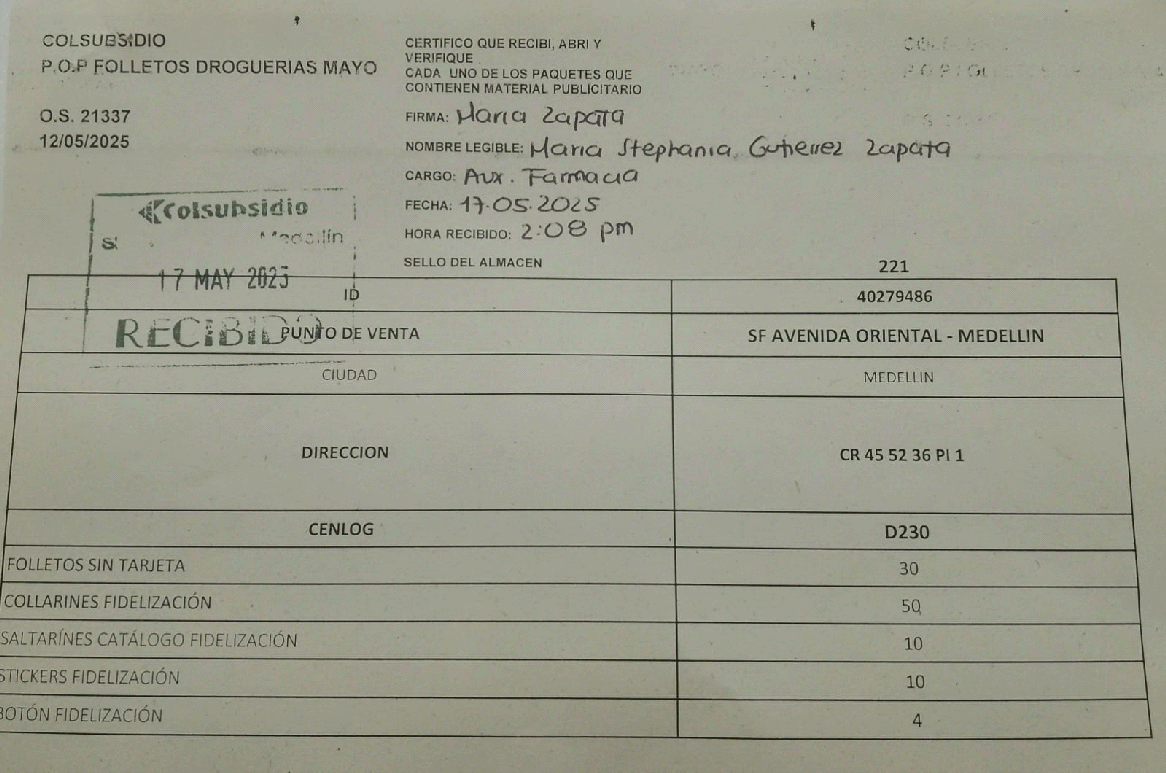 COLSUBSIDIO
P.O.P FOLLETOS DROGUERIAS MAYO
O.S. 21337
12/05/2025
CERTIFICO QUE RECIBI, ABRI Y
VERIFIQUE
CADA UNO DE LOS PAQUETES QUE
CONTIENEN MATERIAL PUBLICITARIO
FIRMA: Maria Zapata
NOMBRE LEGIBLE: Maria Stephania Gutierrez Zapata
CARGO: Aux. Farmacia
FECHA: 17.05.2025
HORA RECIBIDO: 2:08 pm
SELLO DEL ALMACEN
Colsubsidio
Medellín
17 MAY 2025
RECIBIDO
221
ID 40279486
PUNTO DE VENTA SF AVENIDA ORIENTAL - MEDELLIN
CIUDAD MEDELLIN
DIRECCION CR 45 52 36 PI 1
CENLOG D230
FOLLETOS SIN TARJETA 30
COLLARINES FIDELIZACIÓN 50
SALTARÍNES CATÁLOGO FIDELIZACIÓN 10
STICKERS FIDELIZACIÓN 10
BOTÓN FIDELIZACIÓN 4